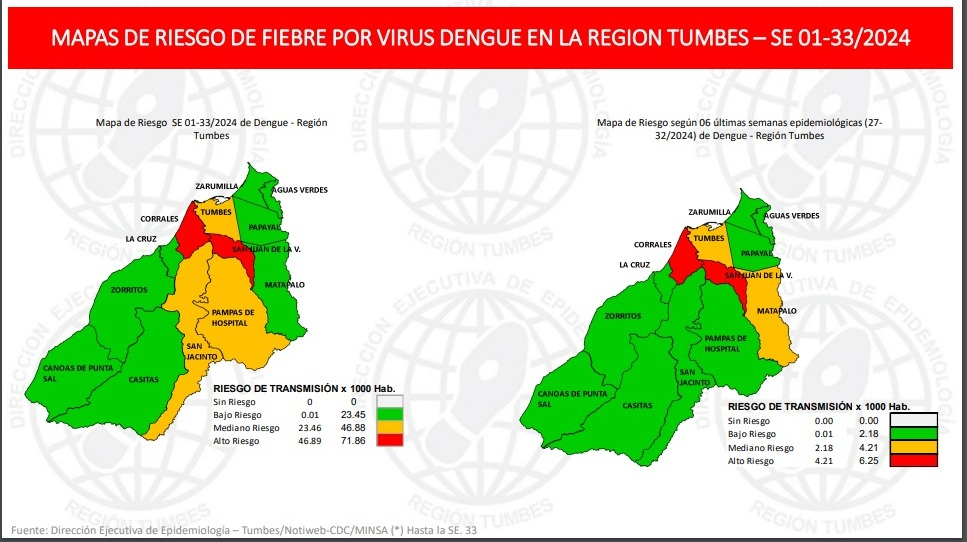 MAPAS DE RIESGO DE FIEBRE POR VIRUS DENGUE EN LA REGION TUMBES – SE 01-33/2024
Mapa de Riesgo SE 01-33/2024 de Dengue - Región
Tumbes
ZARUMILLA
AGUAS VERDES
TUMBES
CORRALES
PAPAYAL
LA CRUZ
SAN JUAN DE LA V.
ZORRITOS
MATAPALO
PAMPAS DE
HOSPITAL
SAN
JACINTO
CANOAS DE PUNTA
SAL
CASITAS
RIESGO DE TRANSMISIÓN x 1000 Hab.
Sin Riesgo 0 0
Bajo Riesgo 0.01 23.45
Mediano Riesgo 23.46 46.88
Alto Riesgo 46.89 71.86
Mapa de Riesgo según 06 últimas semanas epidemiológicas (27-
32/2024) de Dengue - Región Tumbes
ZARUMILLA
AGUAS VERDES
TUMBES
CORRALES
PAPAYAL
LA CRUZ
SAN JUAN DE LA V.
ZORRITOS
MATAPALO
PAMPAS DE
HOSPITAL
SAN
JACINTO
CANOAS DE PUNTA
SAL
CASITAS
RIESGO DE TRANSMISIÓN x 1000 Hab.
Sin Riesgo 0.00 0.00
Bajo Riesgo 0.01 2.18
Mediano Riesgo 2.18 4.21
Alto Riesgo 4.21 6.25
Fuente: Dirección Ejecutiva de Epidemiología – Tumbes/Notiweb-CDC/MINSA (*) Hasta la SE. 33
REGIÓN TUMBES
REGIÓN TUMBES
REGIÓN TUMBES
REGIÓN TUMBES